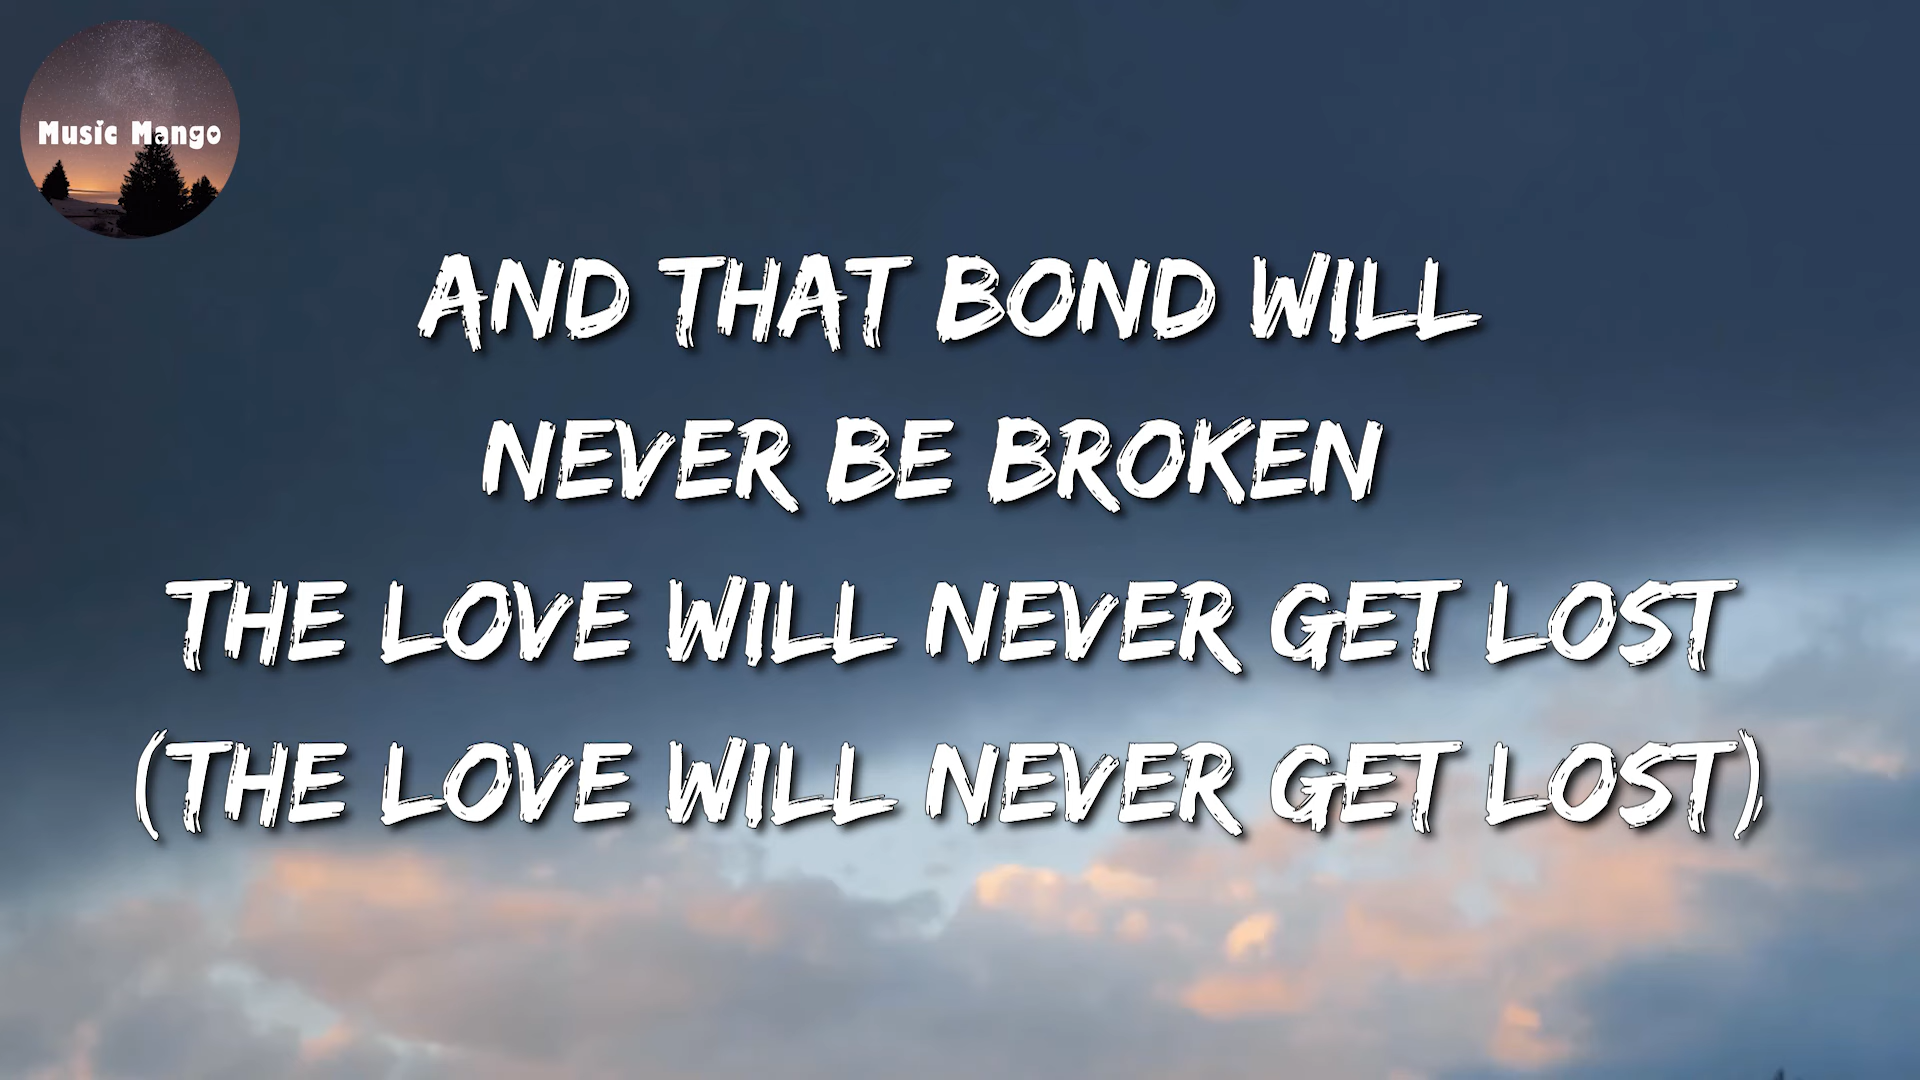 Music Mango
AND THAT BOND WILL
NEVER BE BROKEN
THE LOVE WILL NEVER GET LOST
(THE LOVE WILL NEVER GET LOST)